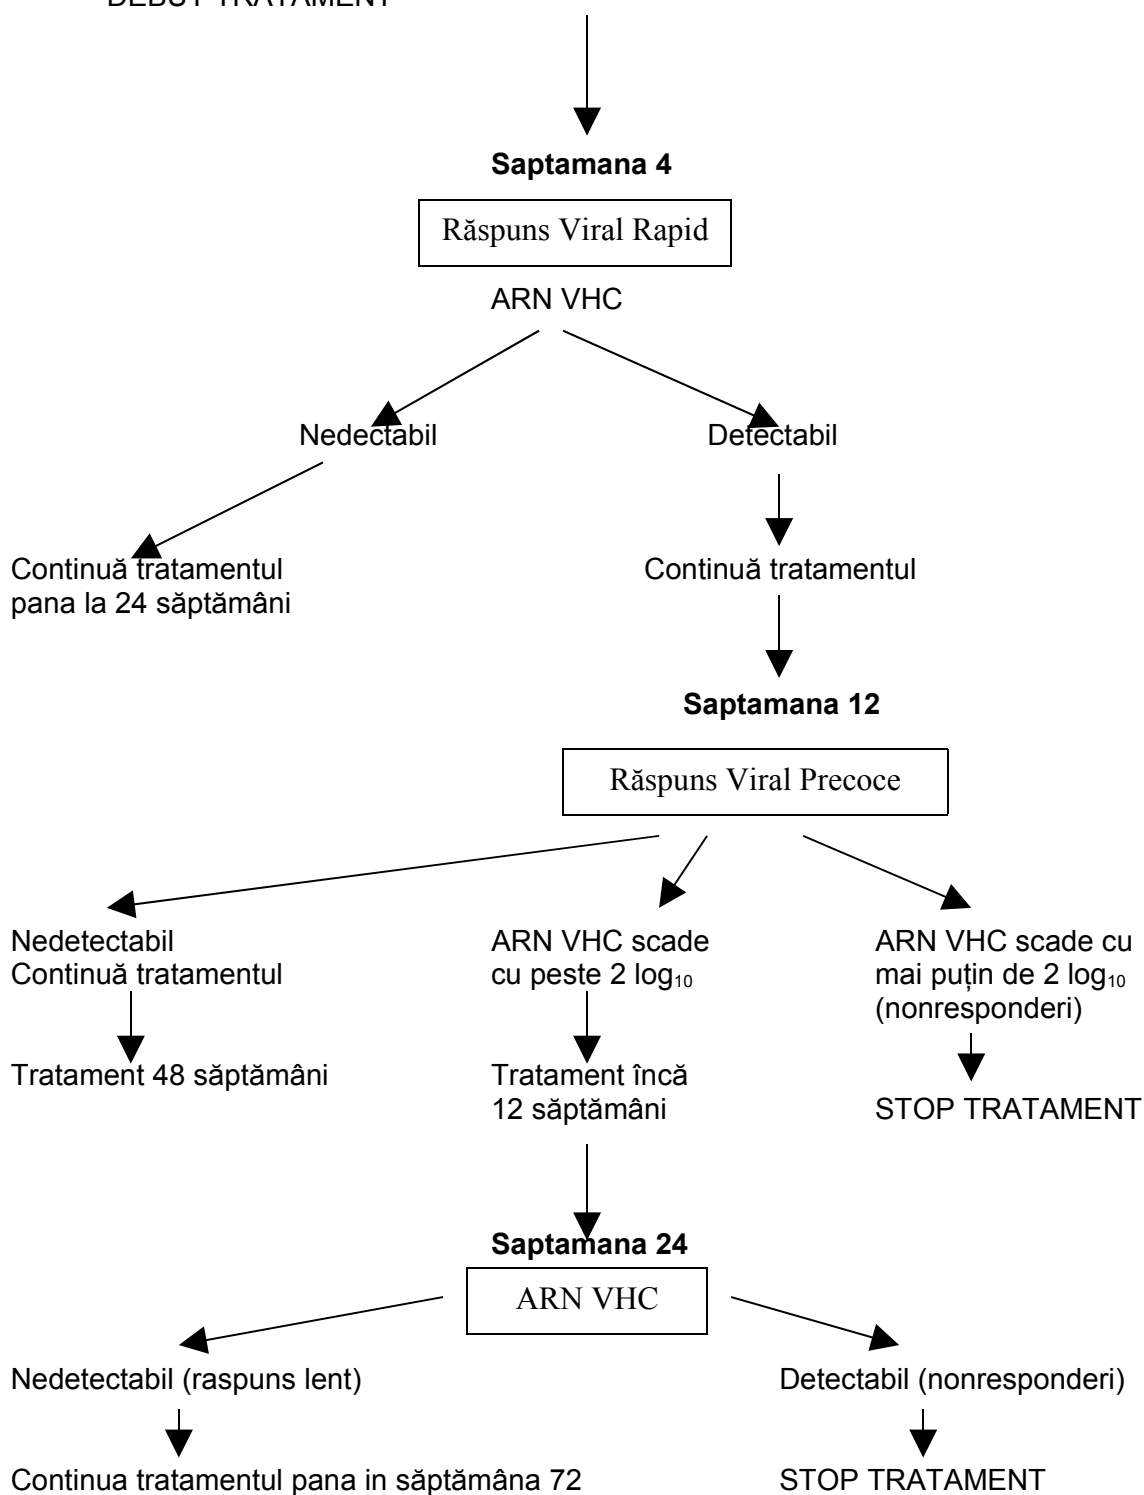 DEBUT TRATAMENT
Saptamana 4
Răspuns Viral Rapid
ARN VHC
Nedectabil
Detectabil
Continuă tratamentul
pana la 24 săptămâni
Continuă tratamentul
Saptamana 12
Răspuns Viral Precoce
Nedetectabil
Continuă tratamentul
ARN VHC scade
cu peste 2 log₁₀
ARN VHC scade cu
mai puțin de 2 log₁₀
(nonresponderi)
Tratament 48 săptămâni
Tratament încă
12 săptămâni
STOP TRATAMENT
Saptamana 24
ARN VHC
Nedetectabil (raspuns lent)
Detectabil (nonresponderi)
Continua tratamentul pana in săptămâna 72
STOP TRATAMENT